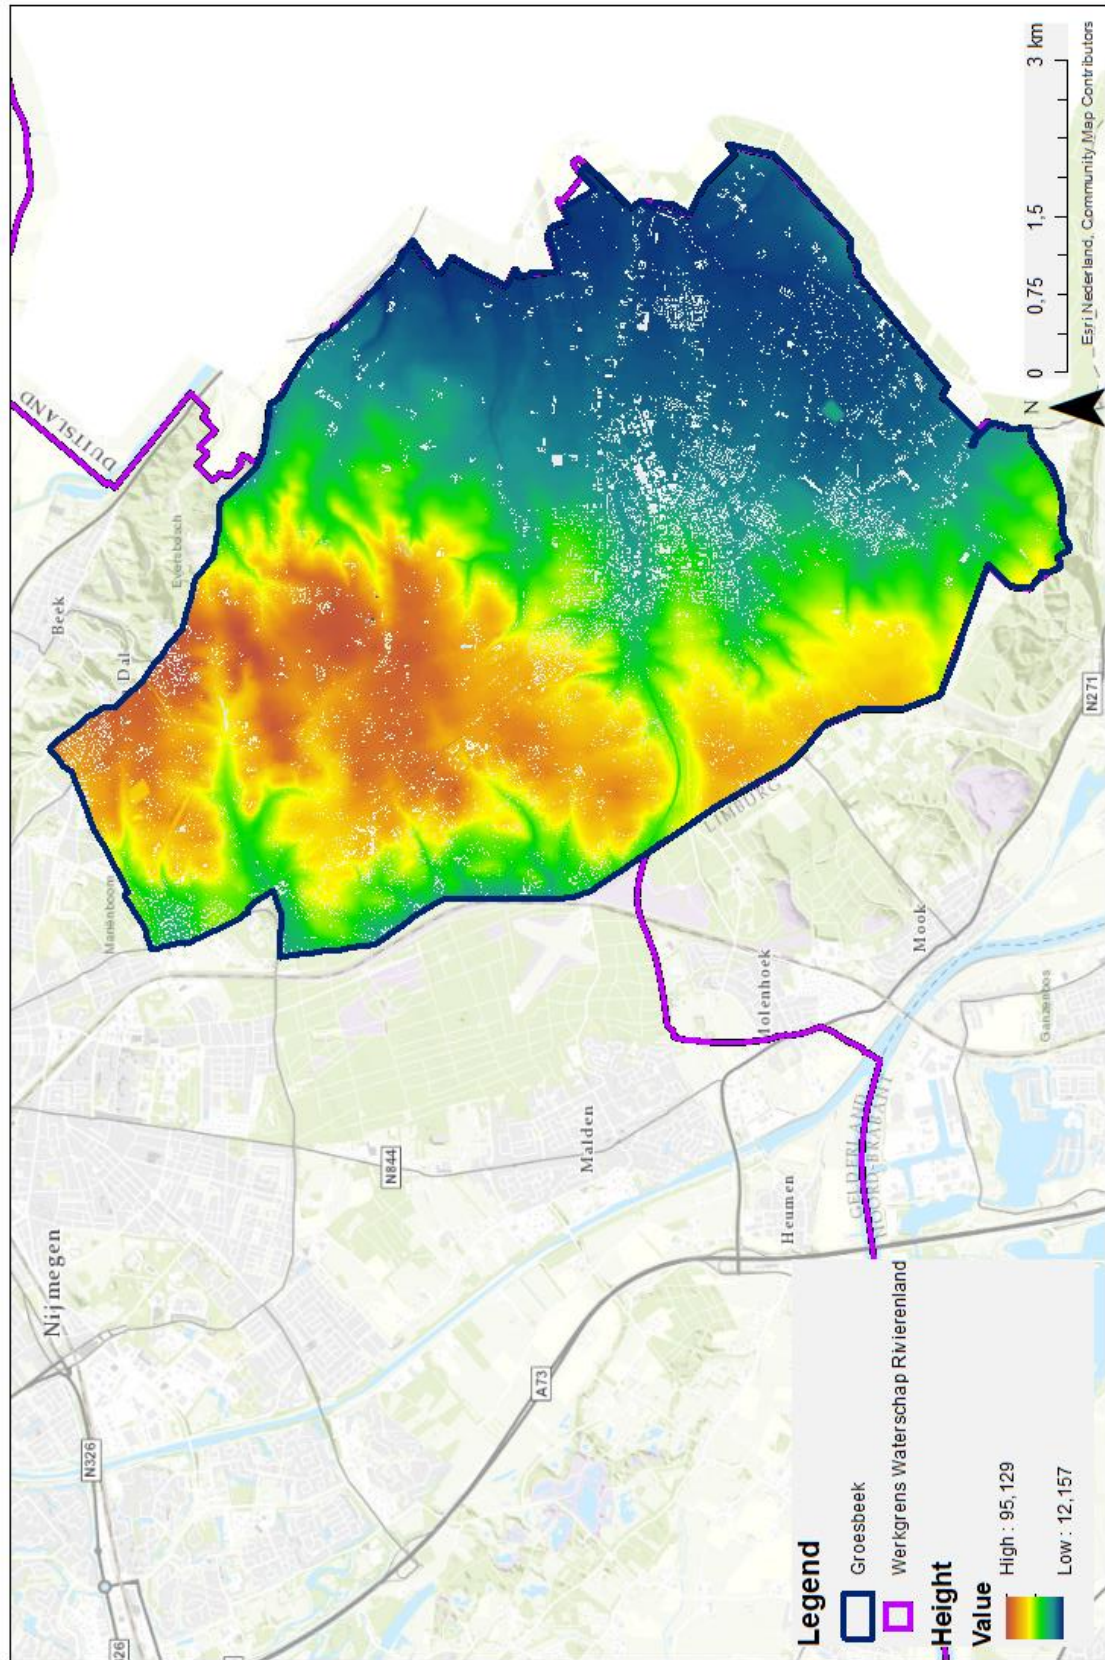 DUITSLAND
Beek
Dal
Nijmegen
N326
Malden
N844
A73
Heumen
Molenhoek
Mook
LIMBURG
N271
GELDERLAND
NOORD-BRABANT
Legend
Groesbeek
Werkgrens Waterschap Rivierenland
Height
Value
High : 95,129
Low : 12,157
N
0 0,75 1,5 3 km
Esri Nederland, Community Map Contributors